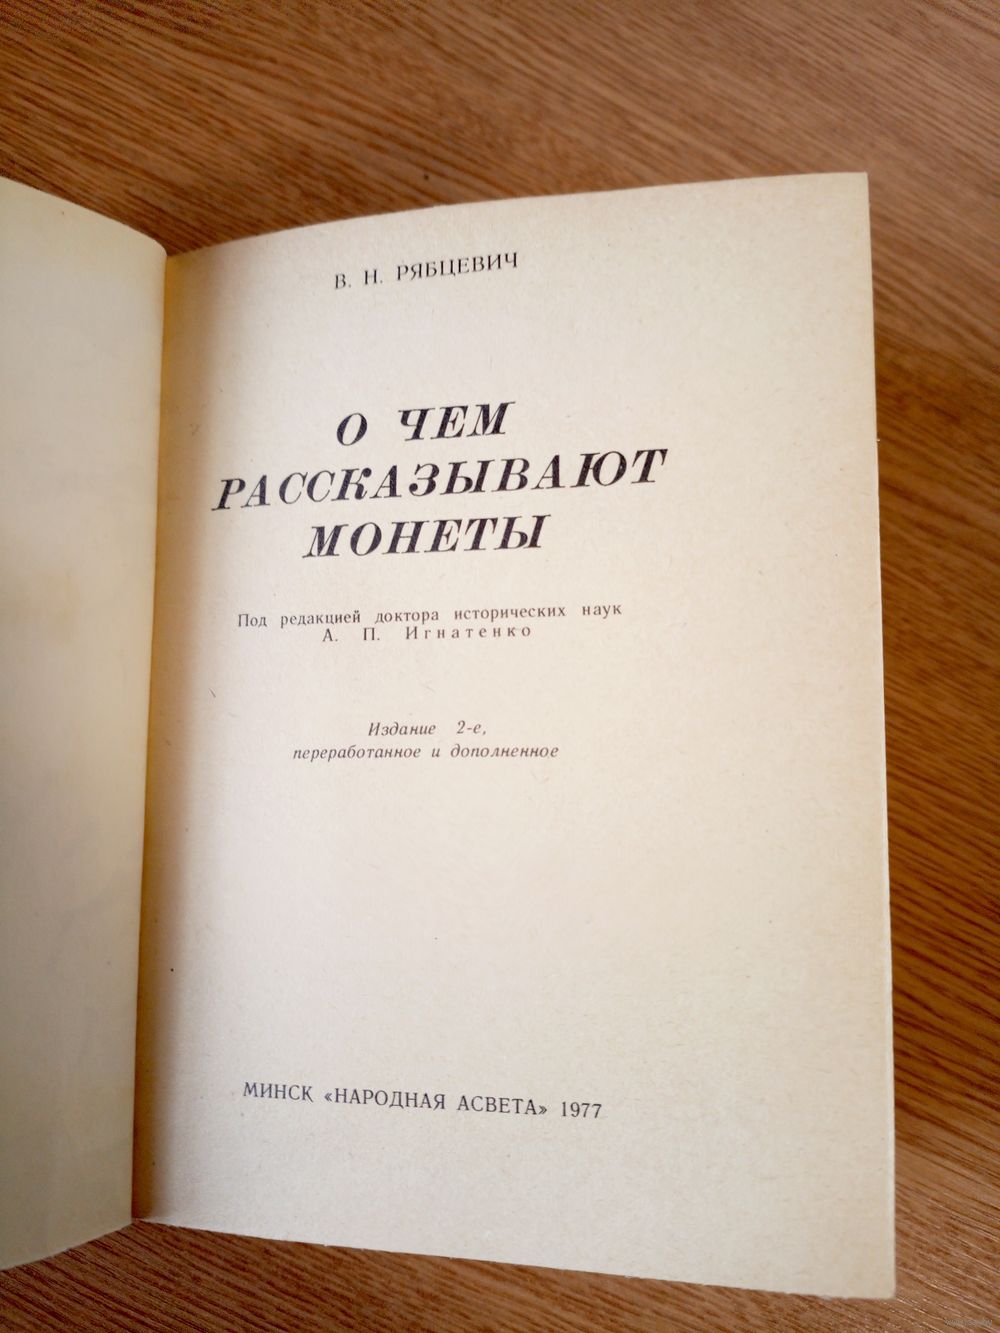 В. Н. РЯБЦЕВИЧ
О ЧЕМ
РАССКАЗЫВАЮТ
МОНЕТЫ
Под редакцией доктора исторических наук
А. П. Игнатенко
Издание 2-е,
переработанное и дополненное
МИНСК «НАРОДНАЯ АСВЕТА» 1977